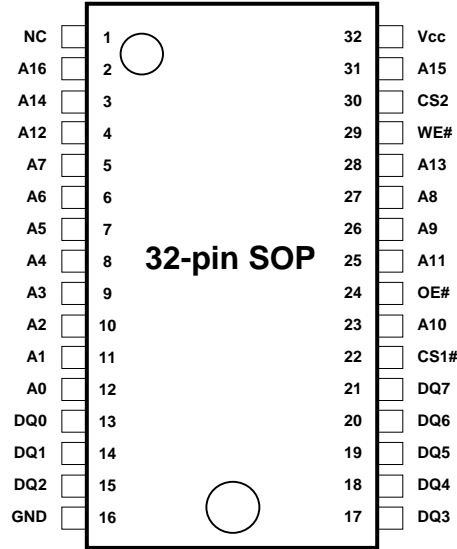 NC 1 32 Vcc
A16 2 31 A15
A14 3 30 CS2
A12 4 29 WE#
A7 5 28 A13
A6 6 27 A8
A5 7 26 A9
A4 8 32-pin SOP 25 A11
A3 9 24 OE#
A2 10 23 A10
A1 11 22 CS1#
A0 12 21 DQ7
DQ0 13 20 DQ6
DQ1 14 19 DQ5
DQ2 15 18 DQ4
GND 16 17 DQ3